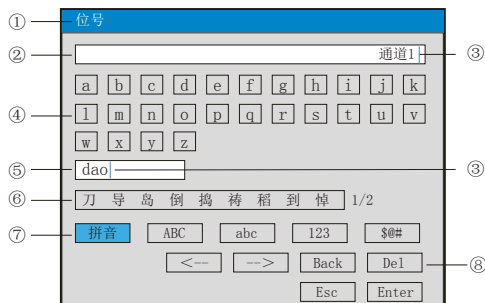 ① 位号
② 通道1 ③
a b c d e f g h i j k
④ l m n o p q r s t u v
w x y z
⑤ dao ③
⑥ 刀 导 岛 倒 捣 祷 稻 到 悼 1/2
⑦ 拼音 ABC abc 123 $@#
<-- --> Back Del ⑧
Esc Enter